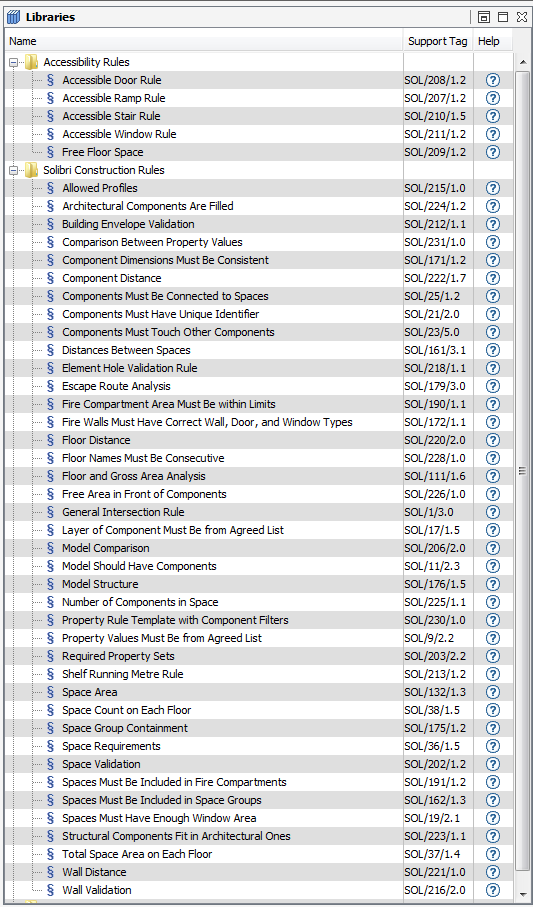 Libraries
Name Support Tag Help
Accessibility Rules
§ Accessible Door Rule SOL/208/1.2 ?
§ Accessible Ramp Rule SOL/207/1.2 ?
§ Accessible Stair Rule SOL/210/1.5 ?
§ Accessible Window Rule SOL/211/1.2 ?
§ Free Floor Space SOL/209/1.2 ?
Solibri Construction Rules
§ Allowed Profiles SOL/215/1.0 ?
§ Architectural Components Are Filled SOL/224/1.2 ?
§ Building Envelope Validation SOL/212/1.1 ?
§ Comparison Between Property Values SOL/231/1.0 ?
§ Component Dimensions Must Be Consistent SOL/171/1.2 ?
§ Component Distance SOL/222/1.7 ?
§ Components Must Be Connected to Spaces SOL/25/1.2 ?
§ Components Must Have Unique Identifier SOL/21/2.0 ?
§ Components Must Touch Other Components SOL/23/5.0 ?
§ Distances Between Spaces SOL/161/3.1 ?
§ Element Hole Validation Rule SOL/218/1.1 ?
§ Escape Route Analysis SOL/179/3.0 ?
§ Fire Compartment Area Must Be within Limits SOL/190/1.1 ?
§ Fire Walls Must Have Correct Wall, Door, and Window Types SOL/172/1.1 ?
§ Floor Distance SOL/220/2.0 ?
§ Floor Names Must Be Consecutive SOL/228/1.0 ?
§ Floor and Gross Area Analysis SOL/111/1.6 ?
§ Free Area in Front of Components SOL/226/1.0 ?
§ General Intersection Rule SOL/1/3.0 ?
§ Layer of Component Must Be from Agreed List SOL/17/1.5 ?
§ Model Comparison SOL/206/2.0 ?
§ Model Should Have Components SOL/11/2.3 ?
§ Model Structure SOL/176/1.5 ?
§ Number of Components in Space SOL/225/1.1 ?
§ Property Rule Template with Component Filters SOL/230/1.0 ?
§ Property Values Must Be from Agreed List SOL/9/2.2 ?
§ Required Property Sets SOL/203/2.2 ?
§ Shelf Running Metre Rule SOL/213/1.2 ?
§ Space Area SOL/132/1.3 ?
§ Space Count on Each Floor SOL/38/1.5 ?
§ Space Group Containment SOL/175/1.2 ?
§ Space Requirements SOL/36/1.5 ?
§ Space Validation SOL/202/1.2 ?
§ Spaces Must Be Included in Fire Compartments SOL/191/1.2 ?
§ Spaces Must Be Included in Space Groups SOL/162/1.3 ?
§ Spaces Must Have Enough Window Area SOL/19/2.1 ?
§ Structural Components Fit in Architectural Ones SOL/223/1.1 ?
§ Total Space Area on Each Floor SOL/37/1.4 ?
§ Wall Distance SOL/221/1.0 ?
§ Wall Validation SOL/216/2.0 ?